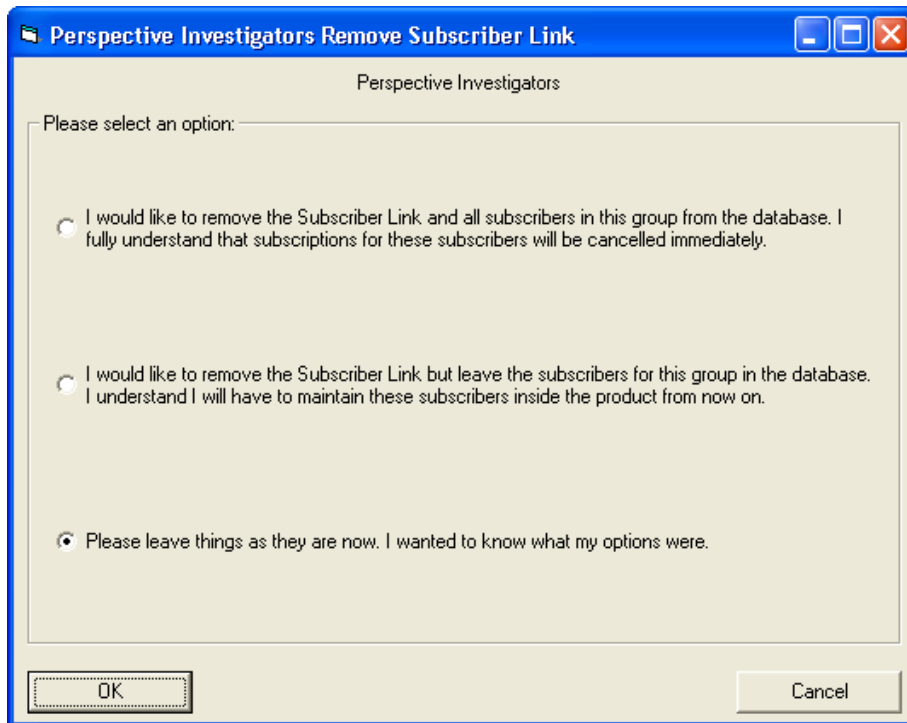 Perspective Investigators Remove Subscriber Link
Perspective Investigators
Please select an option:
I would like to remove the Subscriber Link and all subscribers in this group from the database. I
fully understand that subscriptions for these subscribers will be cancelled immediately.
I would like to remove the Subscriber Link but leave the subscribers for this group in the database.
I understand I will have to maintain these subscribers inside the product from now on.
Please leave things as they are now. I wanted to know what my options were.
OK
Cancel